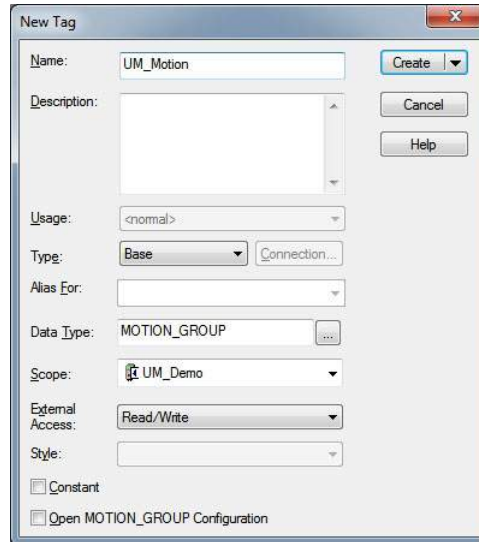 New Tag
Name:
UM_Motion
Create
Description:
Cancel
Help
Usage:
<normal>
Type:
Base
Connection...
Alias For:
Data Type:
MOTION_GROUP
...
Scope:
UM_Demo
External
Access:
Read/Write
Style:
Constant
Open MOTION_GROUP Configuration